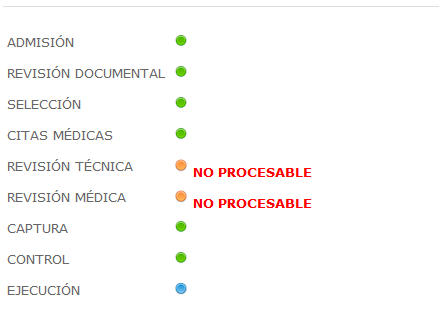 ADMISIÓN
REVISIÓN DOCUMENTAL
SELECCIÓN
CITAS MÉDICAS
REVISIÓN TÉCNICA NO PROCESABLE
REVISIÓN MÉDICA NO PROCESABLE
CAPTURA
CONTROL
EJECUCIÓN